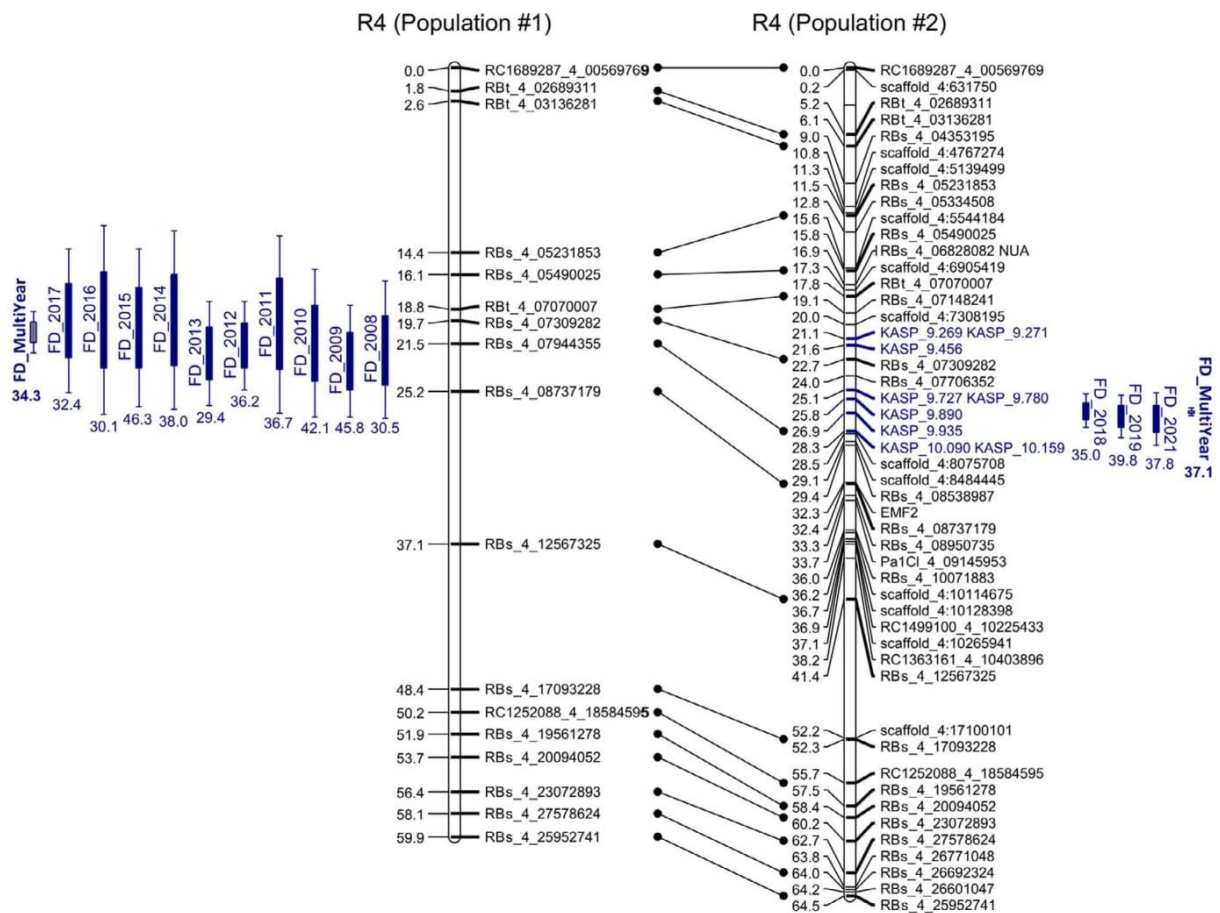 R4 (Population #1)
FD_MultiYear
34.3
FD_2017
32.4
FD_2016
30.1
FD_2015
46.3
FD_2014
38.0
FD_2013
29.4
FD_2012
36.2
FD_2011
36.7
FD_2010
42.1
FD_2009
45.8
FD_2008
30.5
0.0 RC1689287_4_00569769
1.8 RBt_4_02689311
2.6 RBt_4_03136281
14.4 RBs_4_05231853
16.1 RBs_4_05490025
18.8 RBt_4_07070007
19.7 RBs_4_07309282
21.5 RBs_4_07944355
25.2 RBs_4_08737179
37.1 RBs_4_12567325
48.4 RBs_4_17093228
50.2 RC1252088_4_18584595
51.9 RBs_4_19561278
53.7 RBs_4_20094052
56.4 RBs_4_23072893
58.1 RBs_4_27578624
59.9 RBs_4_25952741
R4 (Population #2)
0.0 RC1689287_4_00569769
0.2 scaffold_4:631750
5.2 RBt_4_02689311
6.1 RBt_4_03136281
9.0 RBs_4_04353195
10.8 scaffold_4:4767274
11.3 scaffold_4:5139499
11.5 RBs_4_05231853
12.8 RBs_4_05334508
15.6 scaffold_4:5544184
15.8 RBs_4_05490025
16.9 RBs_4_06828082 NUA
17.3 scaffold_4:6905419
17.8 RBt_4_07070007
19.1 RBs_4_07148241
20.0 scaffold_4:7308195
21.1 KASP_9.269 KASP_9.271
21.6 KASP_9.456
22.7 RBs_4_07309282
24.0 RBs_4_07706352
25.1 KASP_9.727 KASP_9.780
25.8 KASP_9.890
26.9 KASP_9.935
28.3 KASP_10.090 KASP_10.159
28.5 scaffold_4:8075708
29.1 scaffold_4:8484445
29.4 RBs_4_08538987
32.3 EMF2
32.4 RBs_4_08737179
33.3 RBs_4_08950735
33.7 Pa1Cl_4_09145953
36.0 RBs_4_10071883
36.2 scaffold_4:10114675
36.7 scaffold_4:10128398
36.9 RC1499100_4_10225433
37.1 scaffold_4:10265941
38.2 RC1363161_4_10403896
41.4 RBs_4_12567325
52.2 scaffold_4:17100101
52.3 RBs_4_17093228
55.7 RC1252088_4_18584595
57.5 RBs_4_19561278
58.4 RBs_4_20094052
60.2 RBs_4_23072893
62.7 RBs_4_27578624
63.8 RBs_4_26771048
64.0 RBs_4_26692324
64.2 RBs_4_26601047
64.5 RBs_4_25952741
FD_2018
35.0
FD_2019
39.8
FD_2021
37.8
FD_MultiYear
37.1